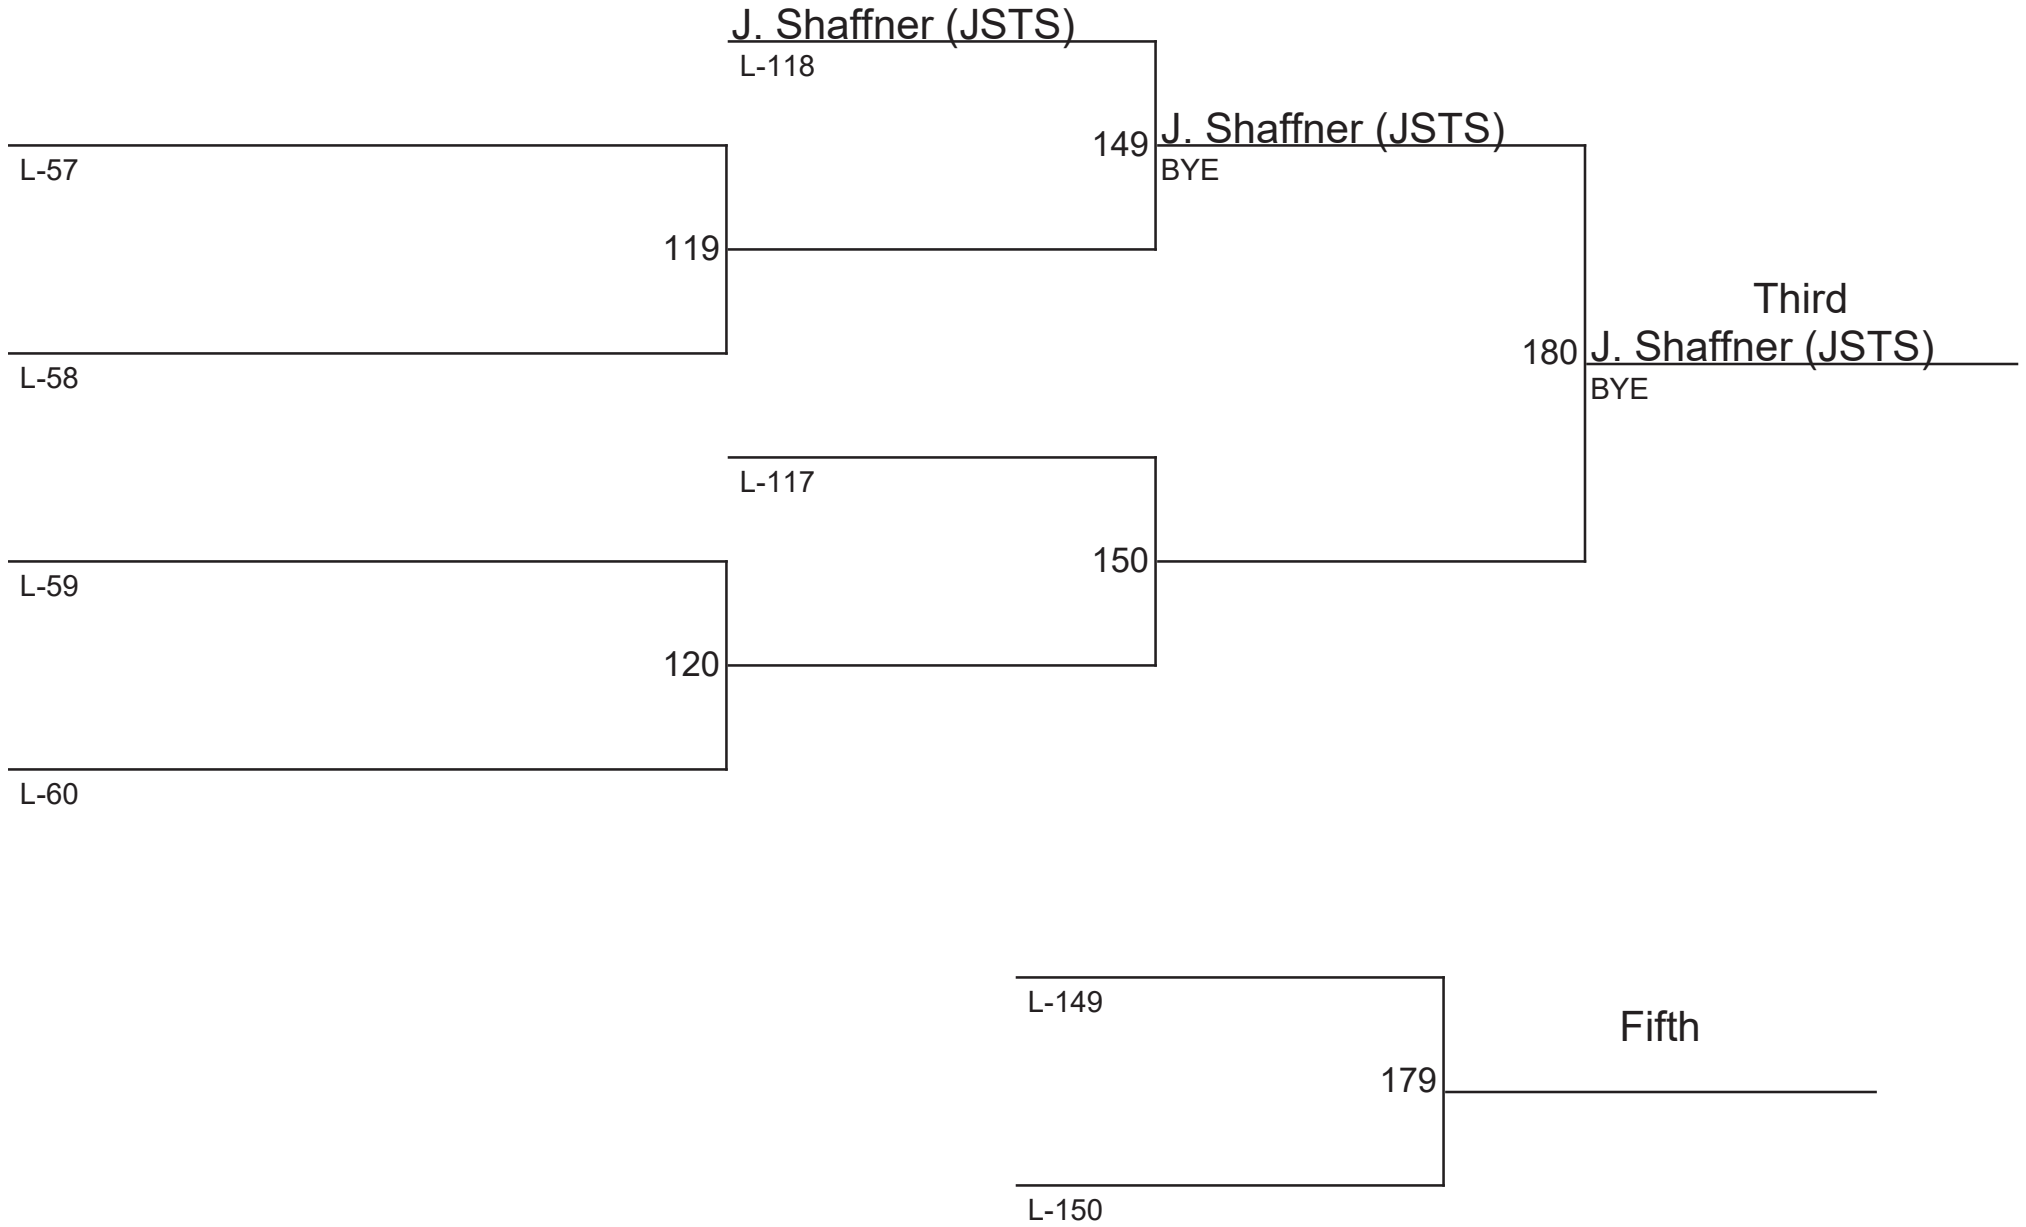 J. Shaffner (JSTS)
L-118
149 J. Shaffner (JSTS)
BYE
L-57
119
Third
180 J. Shaffner (JSTS)
BYE
L-58
L-117
150
L-59
120
L-60
L-149
Fifth
179
L-150